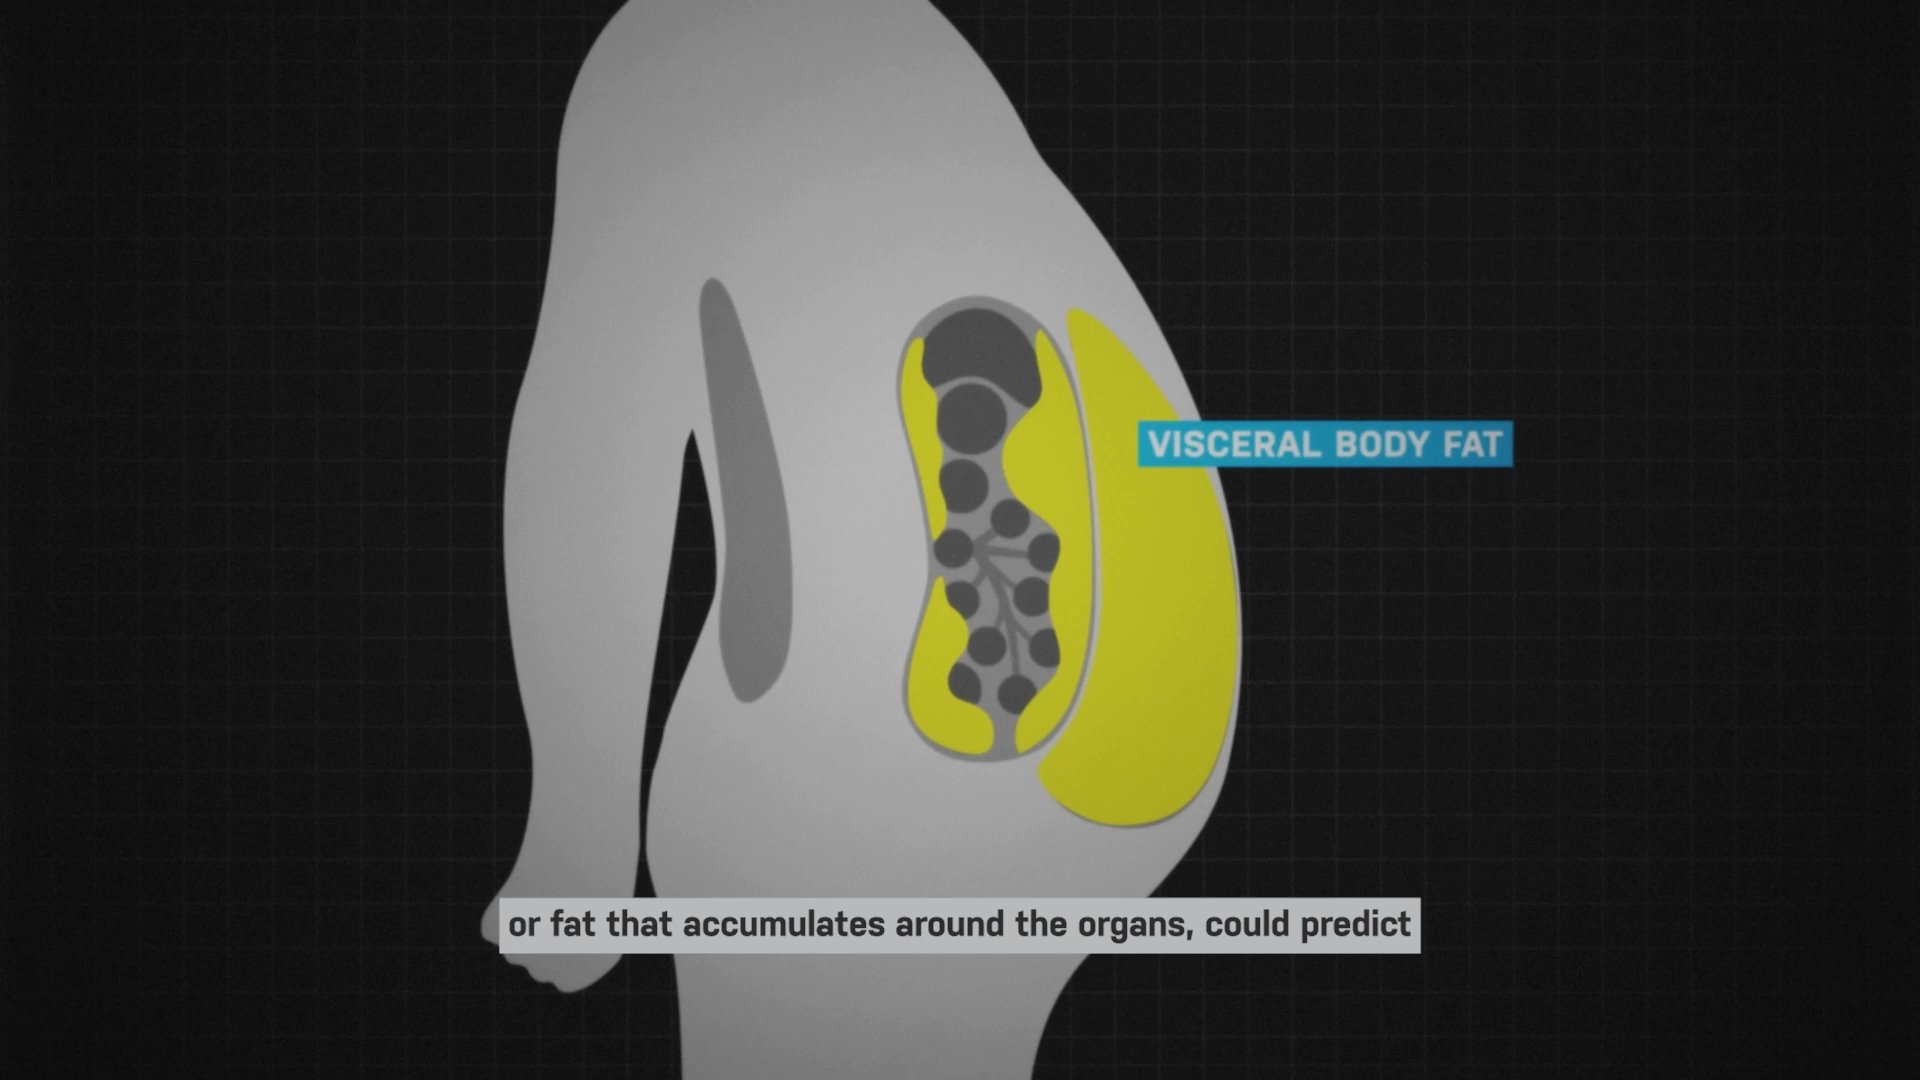 VISCERAL BODY FAT
or fat that accumulates around the organs, could predict